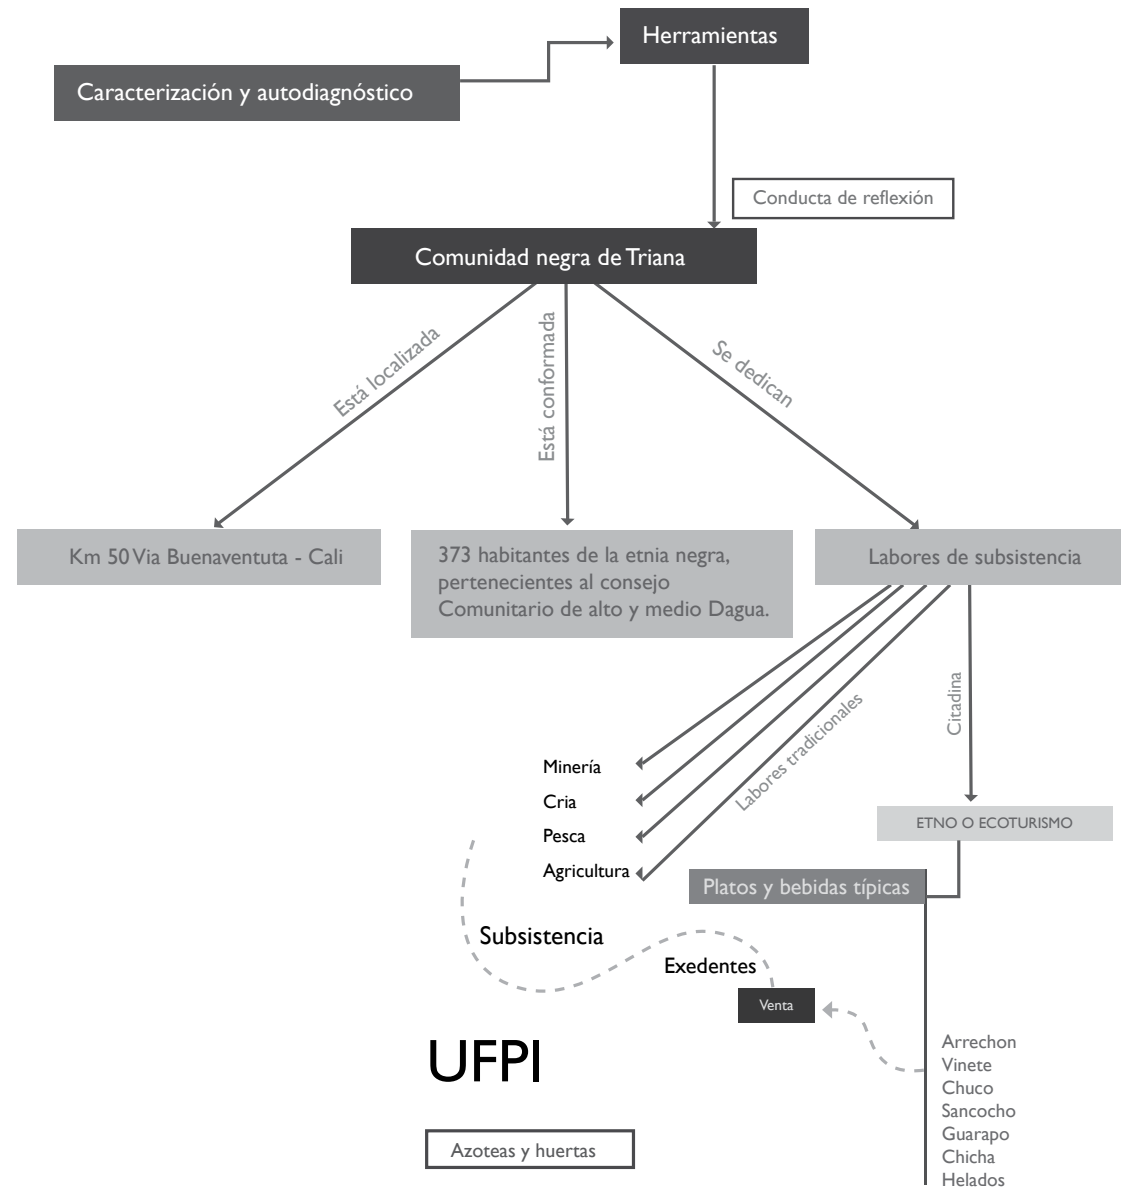 Herramientas
Caracterización y autodiagnóstico
Conducta de reflexión
Comunidad negra de Triana
Está localizada
Está conformada
Se dedican
Km 50 Via Buenaventuta - Cali
373 habitantes de la etnia negra,
pertenecientes al consejo
Comunitario de alto y medio Dagua.
Labores de subsistencia
Labores tradicionales
Citadina
Minería
Cria
Pesca
Agricultura
ETNO O ECOTURISMO
Platos y bebidas típicas
Subsistencia
Exedentes
Venta
UFPI
Azoteas y huertas
Arrechon
Vinete
Chuco
Sancocho
Guarapo
Chicha
Helados